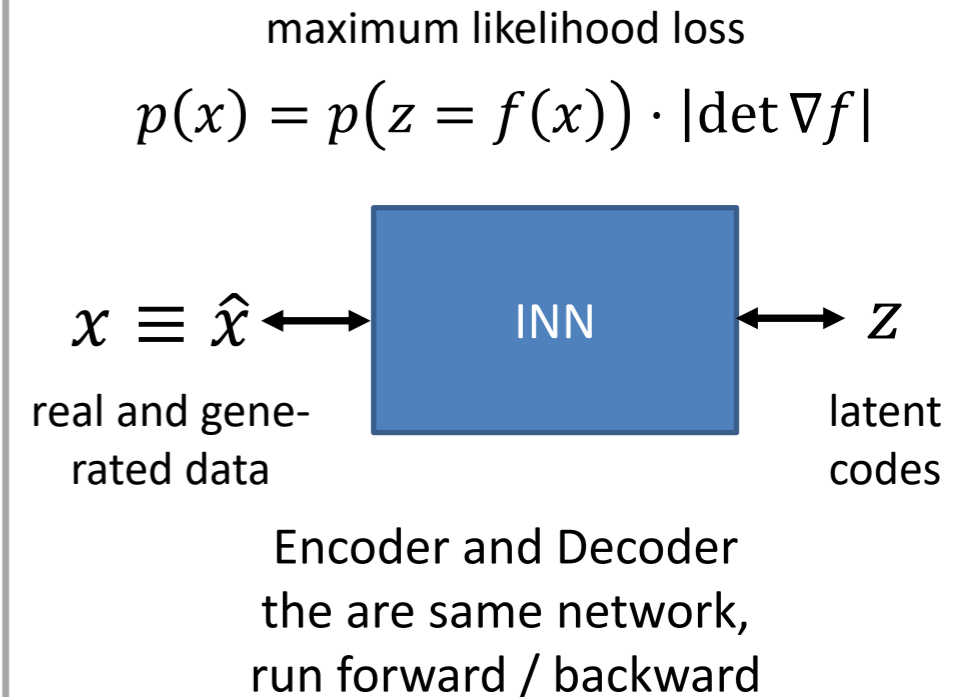 maximum likelihood loss
p(x) = p(z = f(x)) · |det ∇f|
x ≡ x̂ INN z
real and gene-
rated data
latent
codes
Encoder and Decoder
the are same network,
run forward / backward